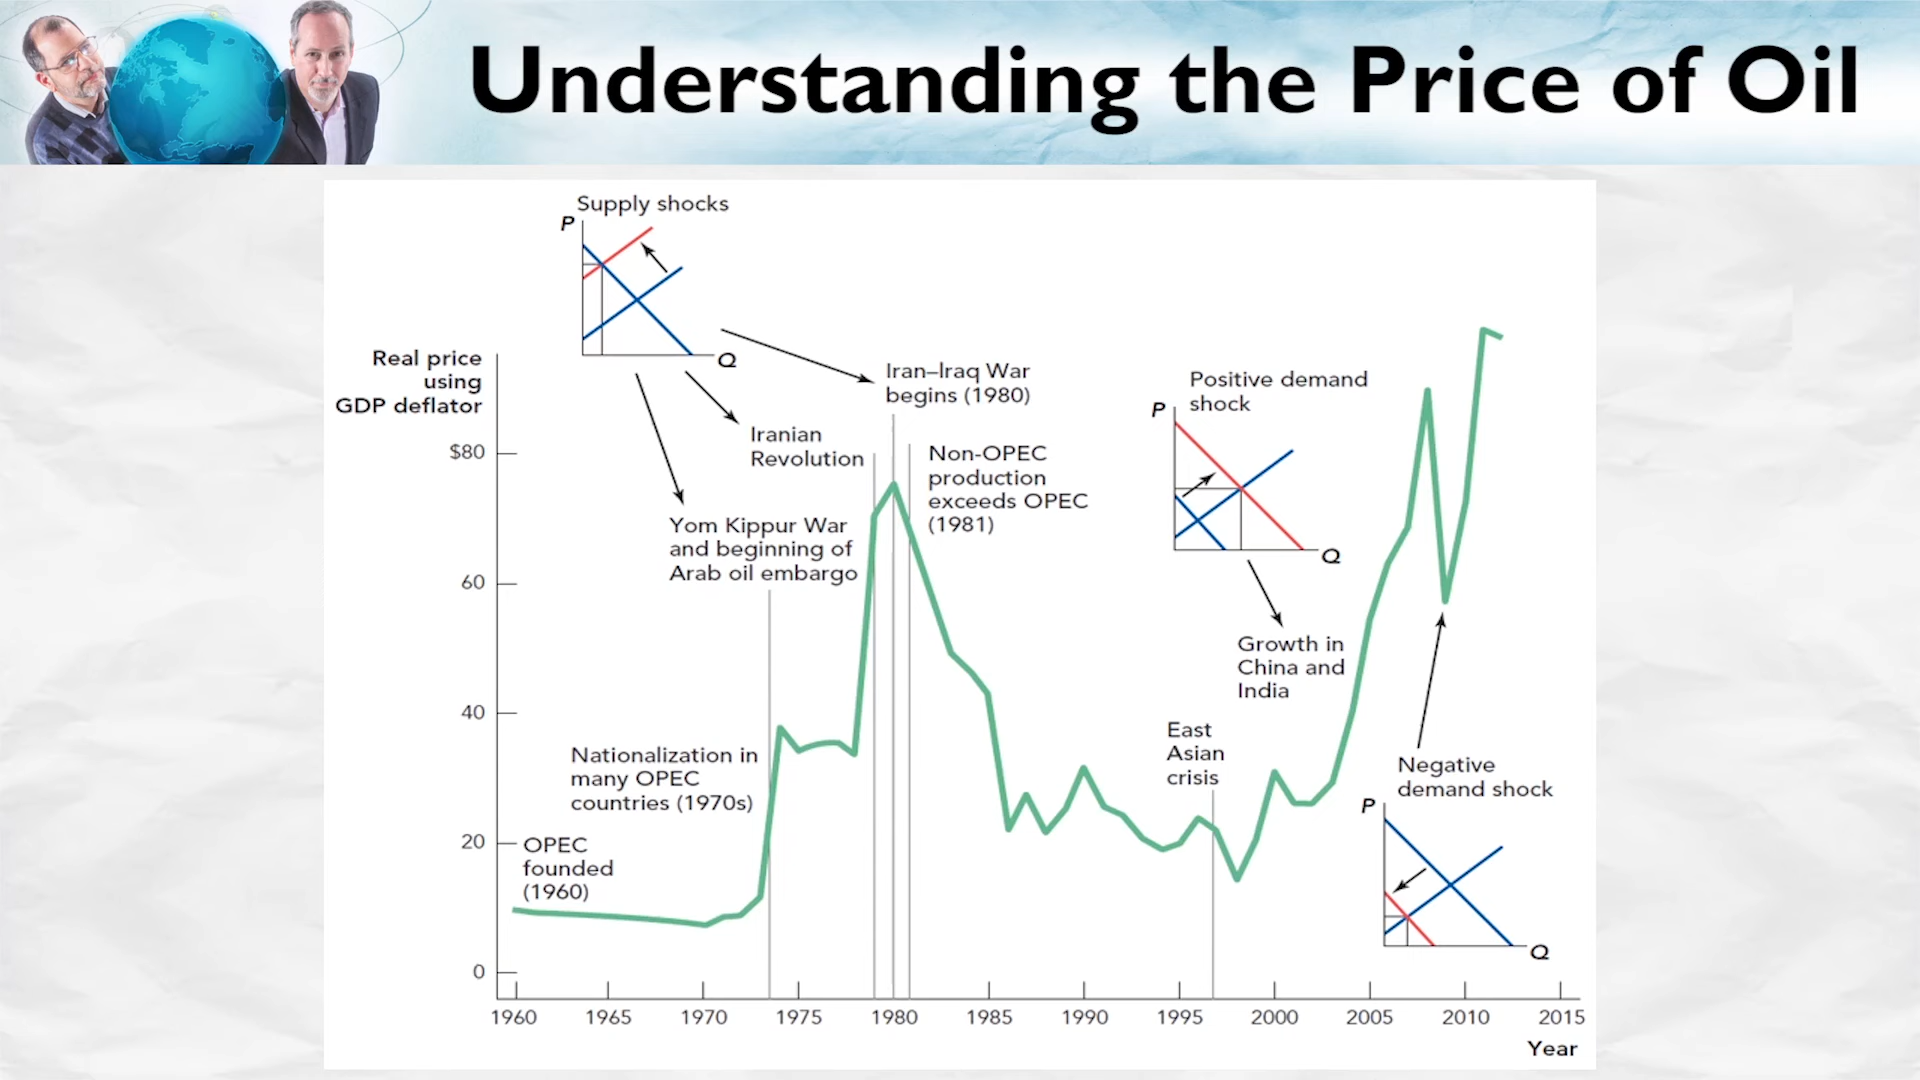 Understanding the Price of Oil
Supply shocks
P
Q
Real price
using
GDP deflator
$80
60
40
20
0
Iran–Iraq War
begins (1980)
Iranian
Revolution
Non-OPEC
production
exceeds OPEC
(1981)
Yom Kippur War
and beginning of
Arab oil embargo
Nationalization in
many OPEC
countries (1970s)
OPEC
founded
(1960)
Positive demand
shock
P
Q
Growth in
China and
India
East
Asian
crisis
Negative
demand shock
P
Q
1960 1965 1970 1975 1980 1985 1990 1995 2000 2005 2010 2015
Year